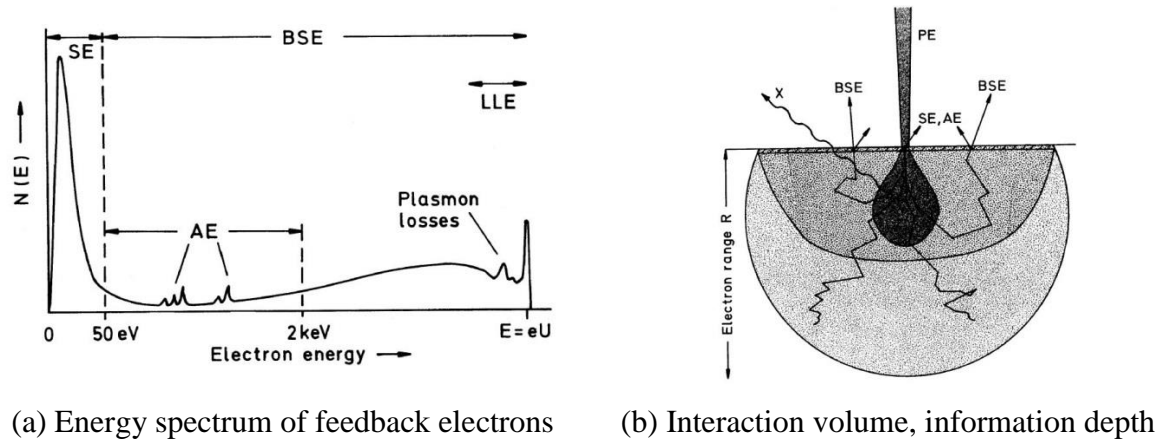 SE
BSE
LLE
N(E)
Plasmon
losses
AE
0
50 eV
2 keV
E = eU
Electron energy
(a) Energy spectrum of feedback electrons
PE
BSE
BSE
X
SE, AE
Electron range R
(b) Interaction volume, information depth